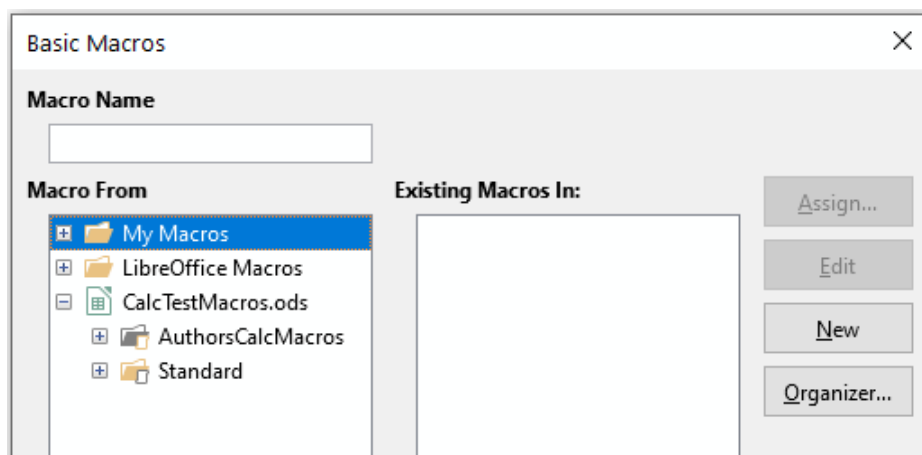 Basic Macros
Macro Name
Macro From
Existing Macros In:
My Macros
LibreOffice Macros
CalcTestMacros.ods
AuthorsCalcMacros
Standard
Assign...
Edit
New
Organizer...